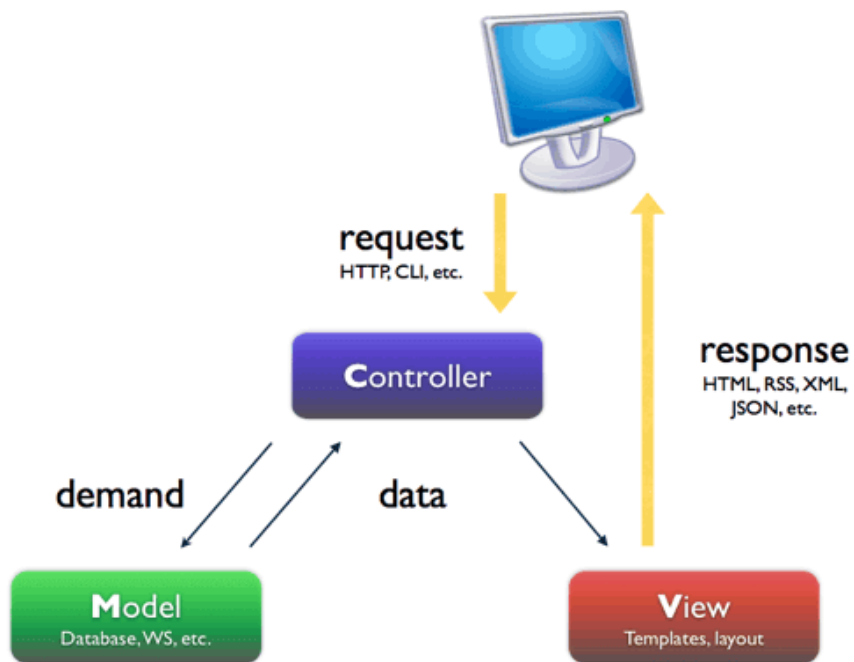 request
HTTP, CLI, etc.
Controller
response
HTML, RSS, XML,
JSON, etc.
demand
data
Model
Database, WS, etc.
View
Templates, layout